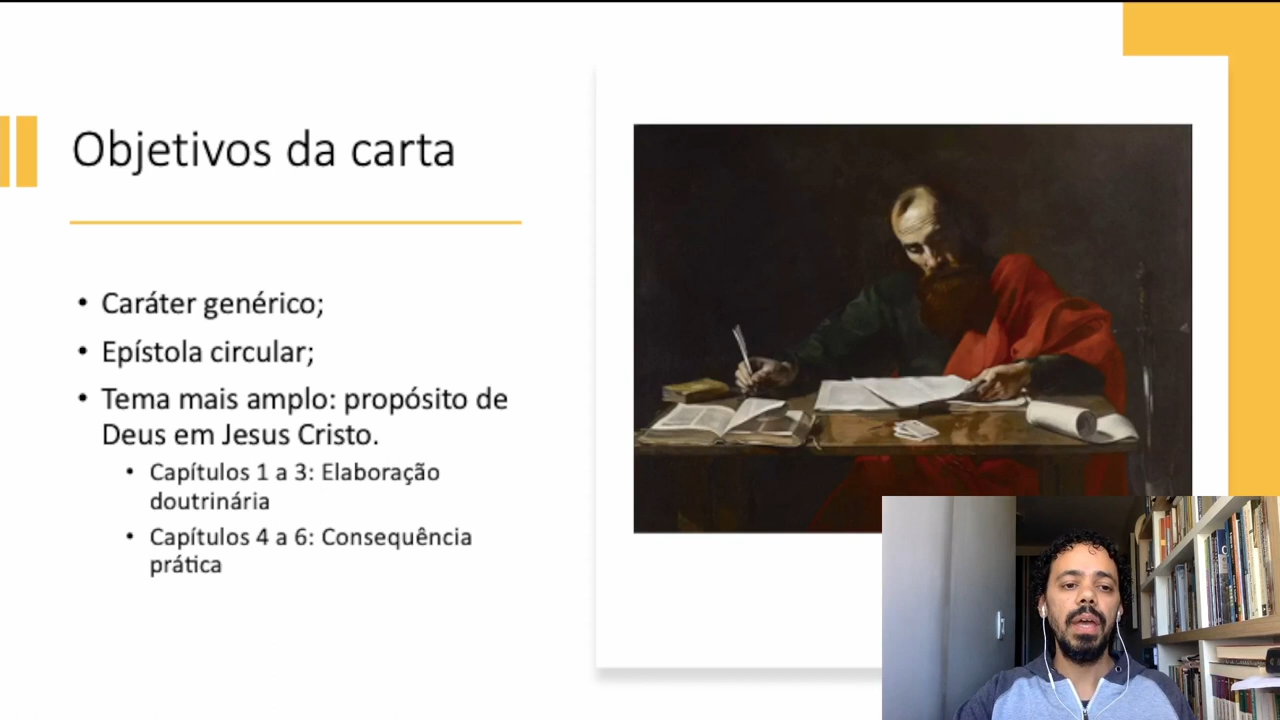 Objetivos da carta
• Caráter genérico;
• Epístola circular;
• Tema mais amplo: propósito de
Deus em Jesus Cristo.
• Capítulos 1 a 3: Elaboração
doutrinária
• Capítulos 4 a 6: Consequência
prática